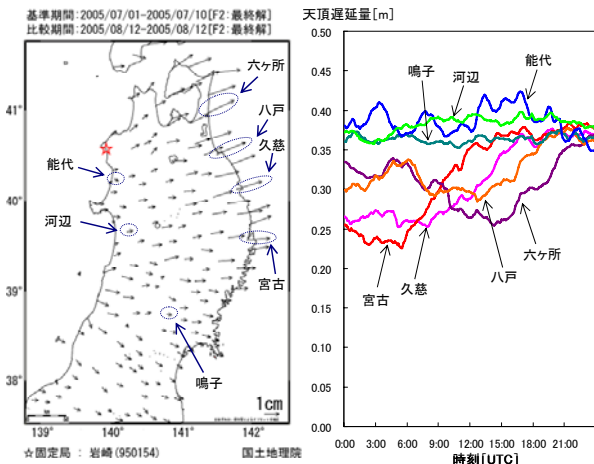 基準期間:2005/07/01-2005/07/10[F2:最終解]
比較期間:2005/08/12-2005/08/12[F2:最終解]
六ヶ所
八戸
久慈
能代
河辺
宮古
鳴子
41°
40°
39°
38°
139°
140°
141°
142°
1cm
☆固定局 : 岩崎(950154)
国土地理院
天頂遅延量[m]
0.50
0.45
0.40
0.35
0.30
0.25
0.20
0.15
0.10
0.05
0.00
鳴子
河辺
能代
宮古
久慈
八戸
六ヶ所
0:00
3:00
6:00
9:00
12:00
15:00
18:00
21:00
時刻[UTC]